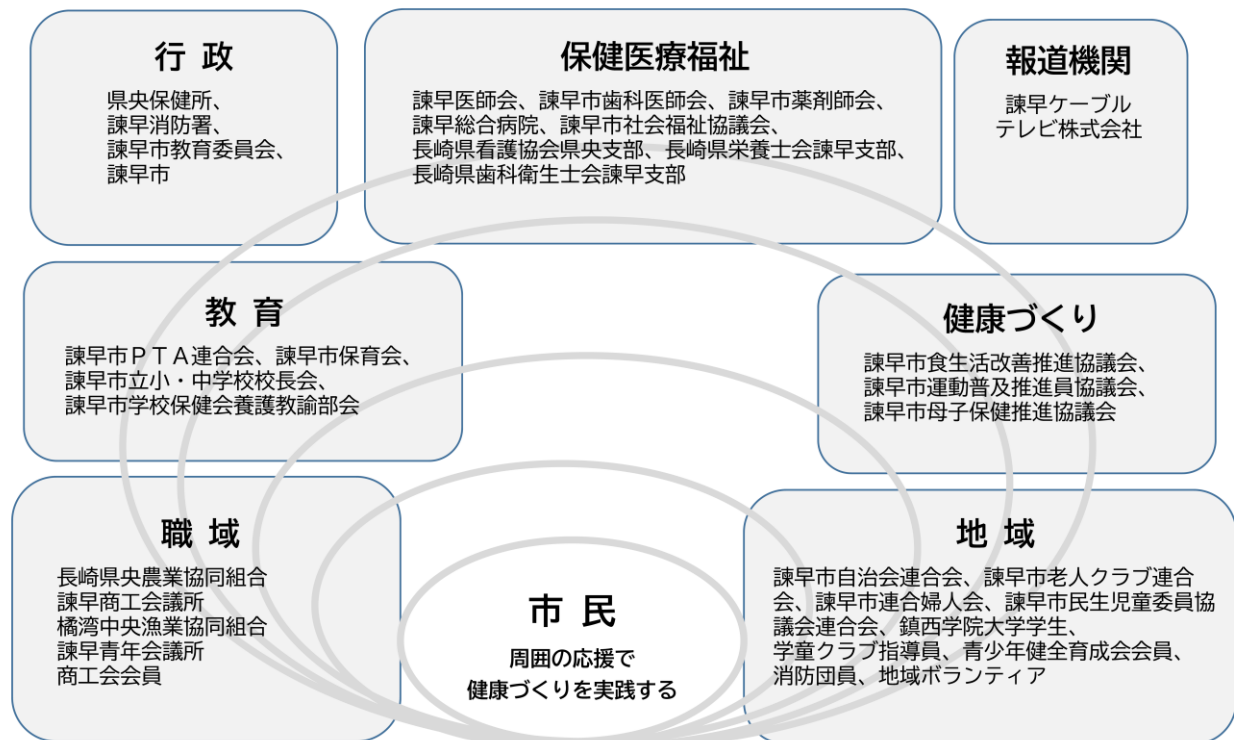 行 政
県央保健所、
諫早消防署、
諫早市教育委員会、
諫早市
保健医療福祉
諫早医師会、諫早市歯科医師会、諫早市薬剤師会、
諫早総合病院、諫早市社会福祉協議会、
長崎県看護協会県央支部、長崎県栄養士会諫早支部、
長崎県歯科衛生士会諫早支部
報道機関
諫早ケーブル
テレビ株式会社
教 育
諫早市ＰＴＡ連合会、諫早市保育会、
諫早市立小・中学校校長会、
諫早市学校保健会養護教諭部会
健康づくり
諫早市食生活改善推進協議会、
諫早市運動普及推進員協議会、
諫早市母子保健推進協議会
職 域
長崎県央農業協同組合
諫早商工会議所
橘湾中央漁業協同組合
諫早青年会議所
商工会会員
市 民
周囲の応援で
健康づくりを実践する
地 域
諫早市自治会連合会、諫早市老人クラブ連合
会、諫早市連合婦人会、諫早市民生児童委員協
議会連合会、鎮西学院大学学生、
学童クラブ指導員、青少年健全育成会会員、
消防団員、地域ボランティア